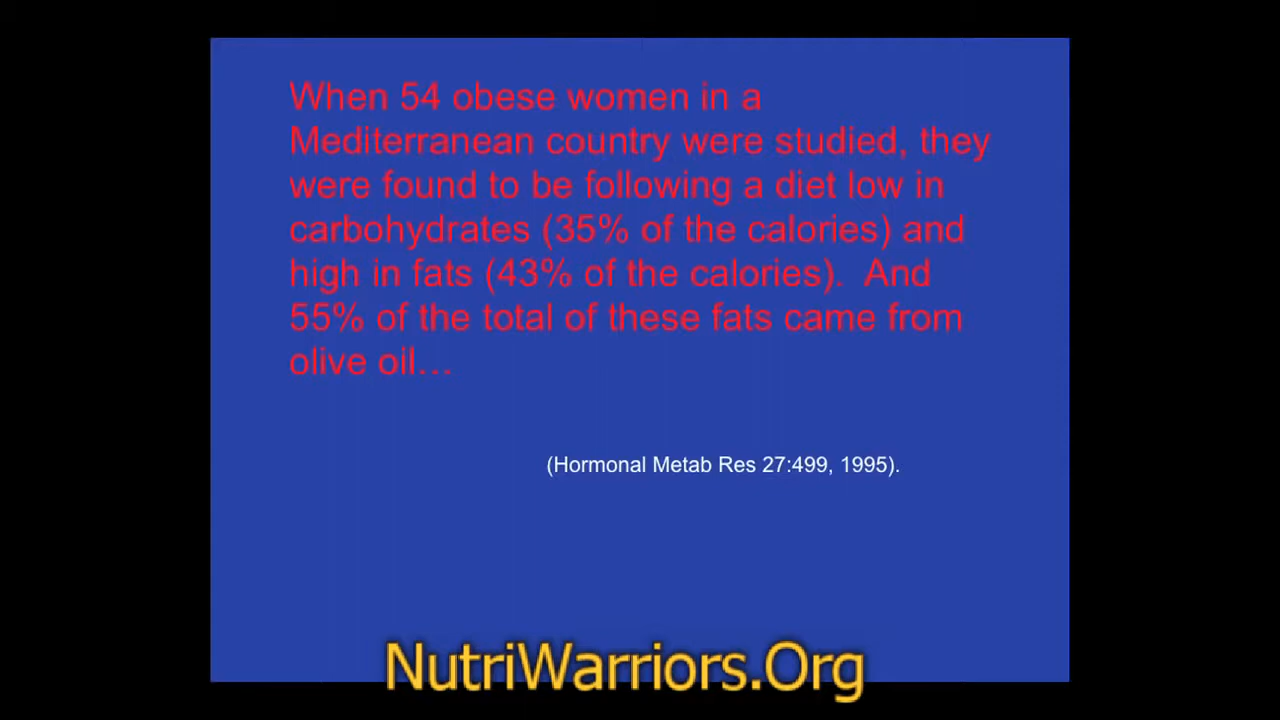 When 54 obese women in a
Mediterranean country were studied, they
were found to be following a diet low in
carbohydrates (35% of the calories) and
high in fats (43% of the calories).  And
55% of the total of these fats came from
olive oil…
(Hormonal Metab Res 27:499, 1995).
NutriWarriors.Org